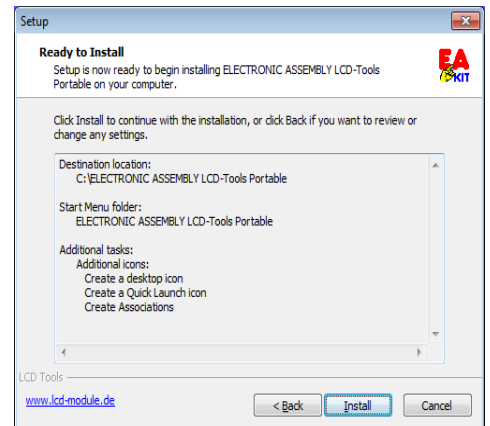 Setup
Ready to Install
Setup is now ready to begin installing ELECTRONIC ASSEMBLY LCD-Tools
Portable on your computer.
EA
KIT
Click Install to continue with the installation, or click Back if you want to review or
change any settings.
Destination location:
C:\ELECTRONIC ASSEMBLY LCD-Tools Portable
Start Menu folder:
ELECTRONIC ASSEMBLY LCD-Tools Portable
Additional tasks:
Additional icons:
Create a desktop icon
Create a Quick Launch icon
Create Associations
LCD Tools
www.lcd-module.de
< Back
Install
Cancel